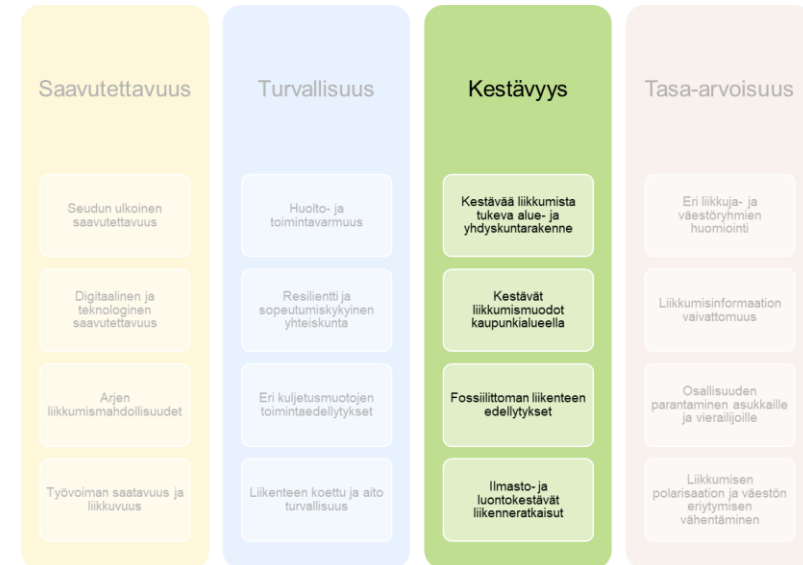 Saavutettavuus
Seudun ulkoinen
saavutettavuus
Digitaalinen ja
teknologinen
saavutettavuus
Arjen
liikkumismahdollisuudet
Työvoiman saatavuus ja
liikkuvuus
Turvallisuus
Huolto- ja
toimintavarmuus
Resilientti ja
sopeutumiskykyinen
yhteiskunta
Eri kuljetusmuotojen
toimintaedellytykset
Liikenteen koettu ja aito
turvallisuus
Kestävyys
Kestävää liikkumista
tukeva alue- ja
yhdyskuntarakenne
Kestävät
liikkumismuodot
kaupunkialueella
Fossiilittoman liikenteen
edellytykset
Ilmasto- ja
luontokestävät
liikenneratkaisut
Tasa-arvoisuus
Eri liikkuja- ja
väestöryhmien
huomiointi
Liikkumisinformaation
vaivattomuus
Osallisuuden
parantaminen asukkaille
ja vierailijoille
Liikkumisen
polarisaation ja väestön
eriytymisen
vähentäminen